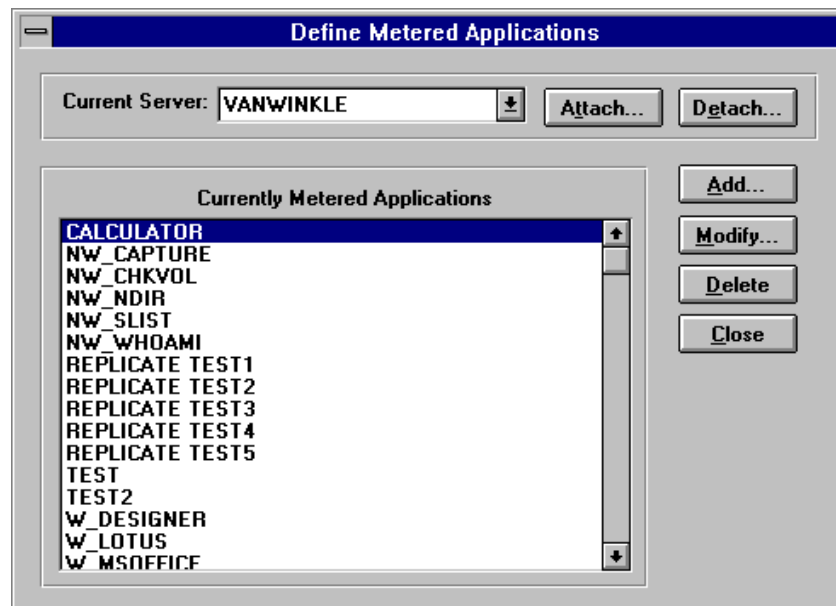 Define Metered Applications
Current Server: VANWINKLE Attach... Detach...
Currently Metered Applications
CALCULATOR
NW_CAPTURE
NW_CHKVOL
NW_NDIR
NW_SLIST
NW_WHOAMI
REPLICATE TEST1
REPLICATE TEST2
REPLICATE TEST3
REPLICATE TEST4
REPLICATE TEST5
TEST
TEST2
W_DESIGNER
W_LOTUS
W_MSOFFICE
Add...
Modify...
Delete
Close